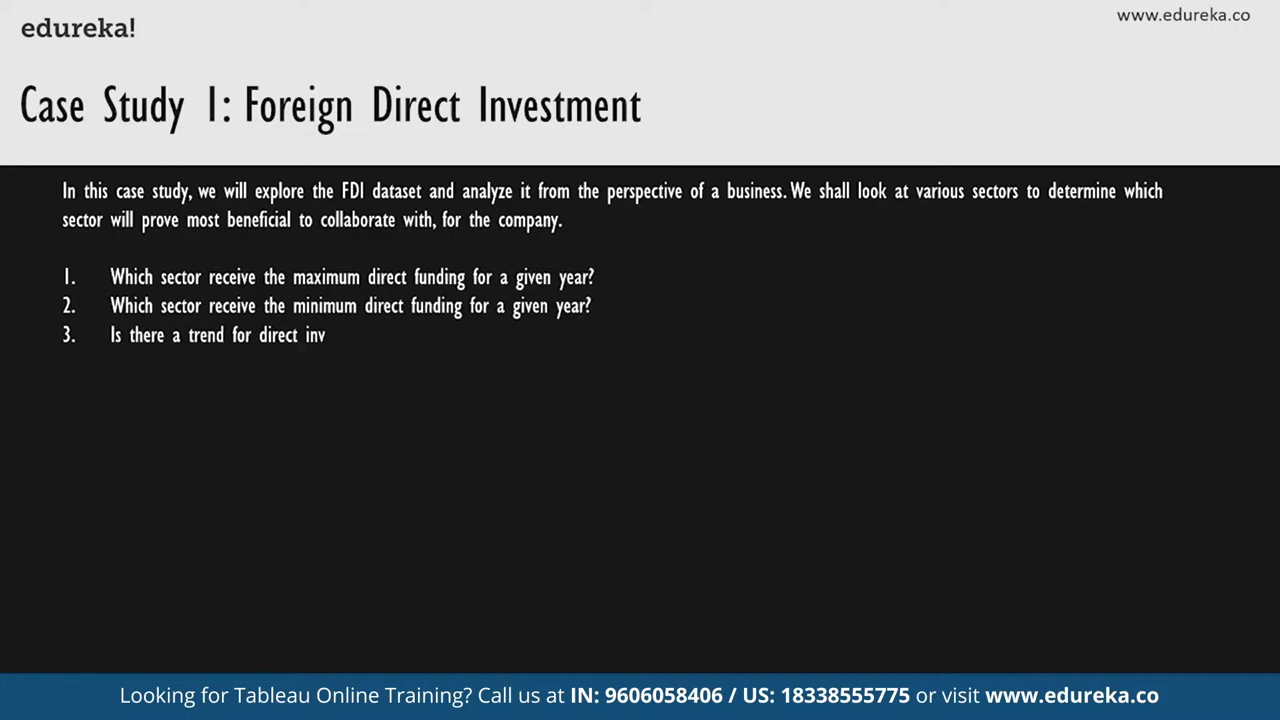 edureka!
www.edureka.co
Case Study 1: Foreign Direct Investment
In this case study, we will explore the FDI dataset and analyze it from the perspective of a business. We shall look at various sectors to determine which
sector will prove most beneficial to collaborate with, for the company.
1. Which sector receive the maximum direct funding for a given year?
2. Which sector receive the minimum direct funding for a given year?
3. Is there a trend for direct inv
Looking for Tableau Online Training? Call us at IN: 9606058406 / US: 18338555775 or visit www.edureka.co